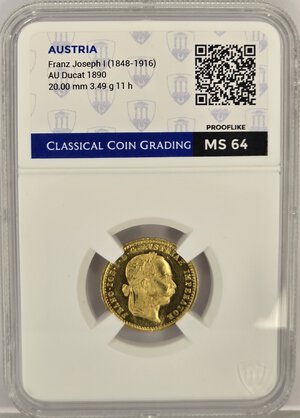 AUSTRIA
Franz Joseph I (1848-1916)
AU Ducat 1890
20.00 mm 3.49 g 11 h
PROOFLIKE
CLASSICAL COIN GRADING
MS 64
IMPERATOR